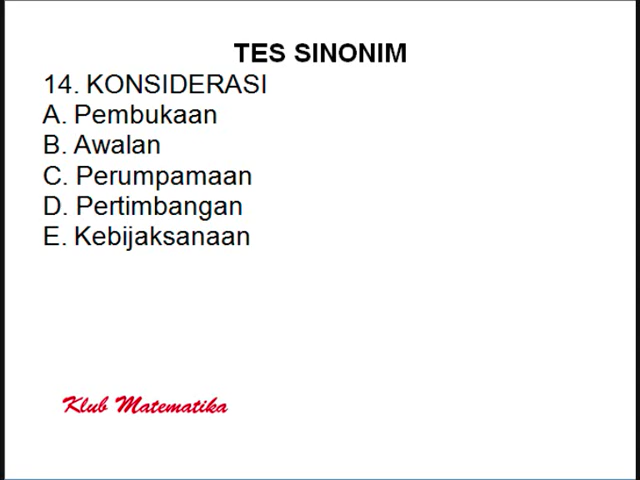 TES SINONIM
14. KONSIDERASI
A. Pembukaan
B. Awalan
C. Perumpamaan
D. Pertimbangan
E. Kebijaksanaan
Klub Matematika